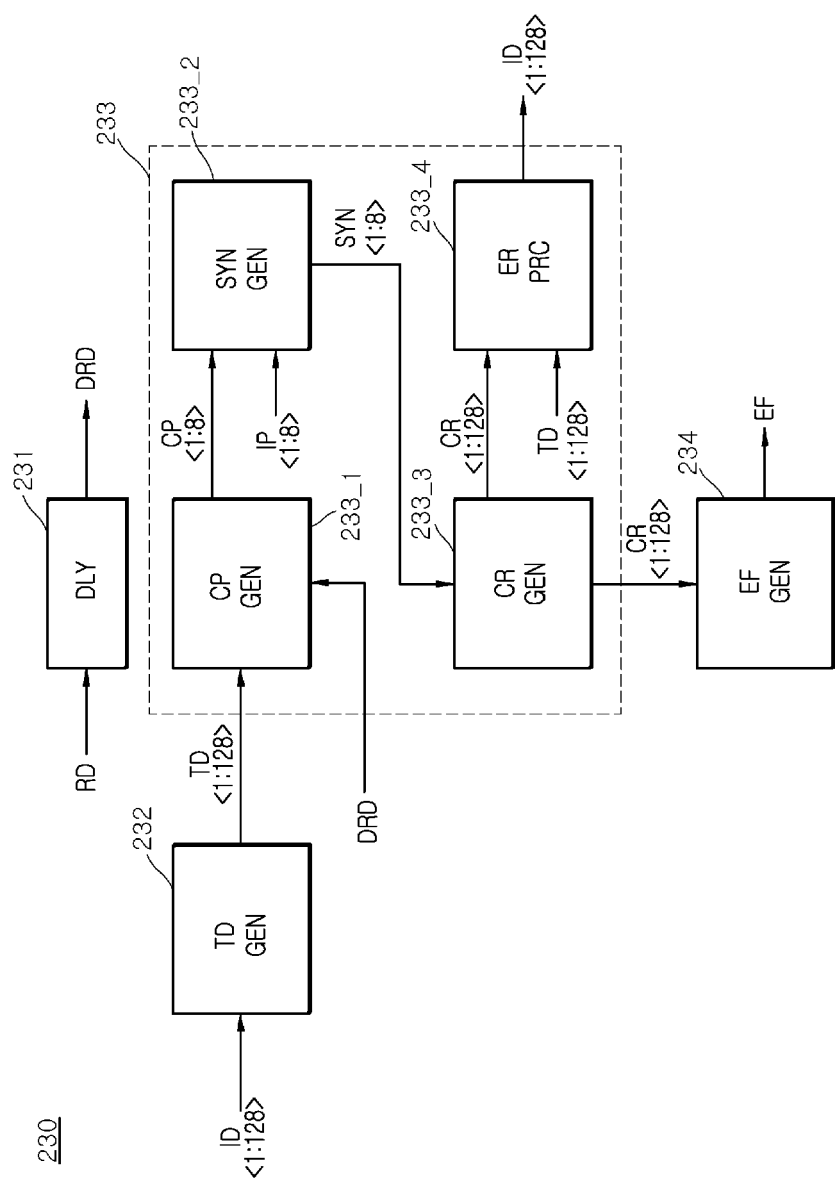 230
RD
231
DLY
DRD
233
ID
<1:128>
232
TD
GEN
TD
<1:128>
DRD
CP
GEN
233_1
CP
<1:8>
IP
<1:8>
233_2
SYN
GEN
SYN
<1:8>
233_3
CR
GEN
CR
<1:128>
TD
<1:128>
233_4
ER
PRC
ID
<1:128>
CR
<1:128>
234
EF
GEN
EF